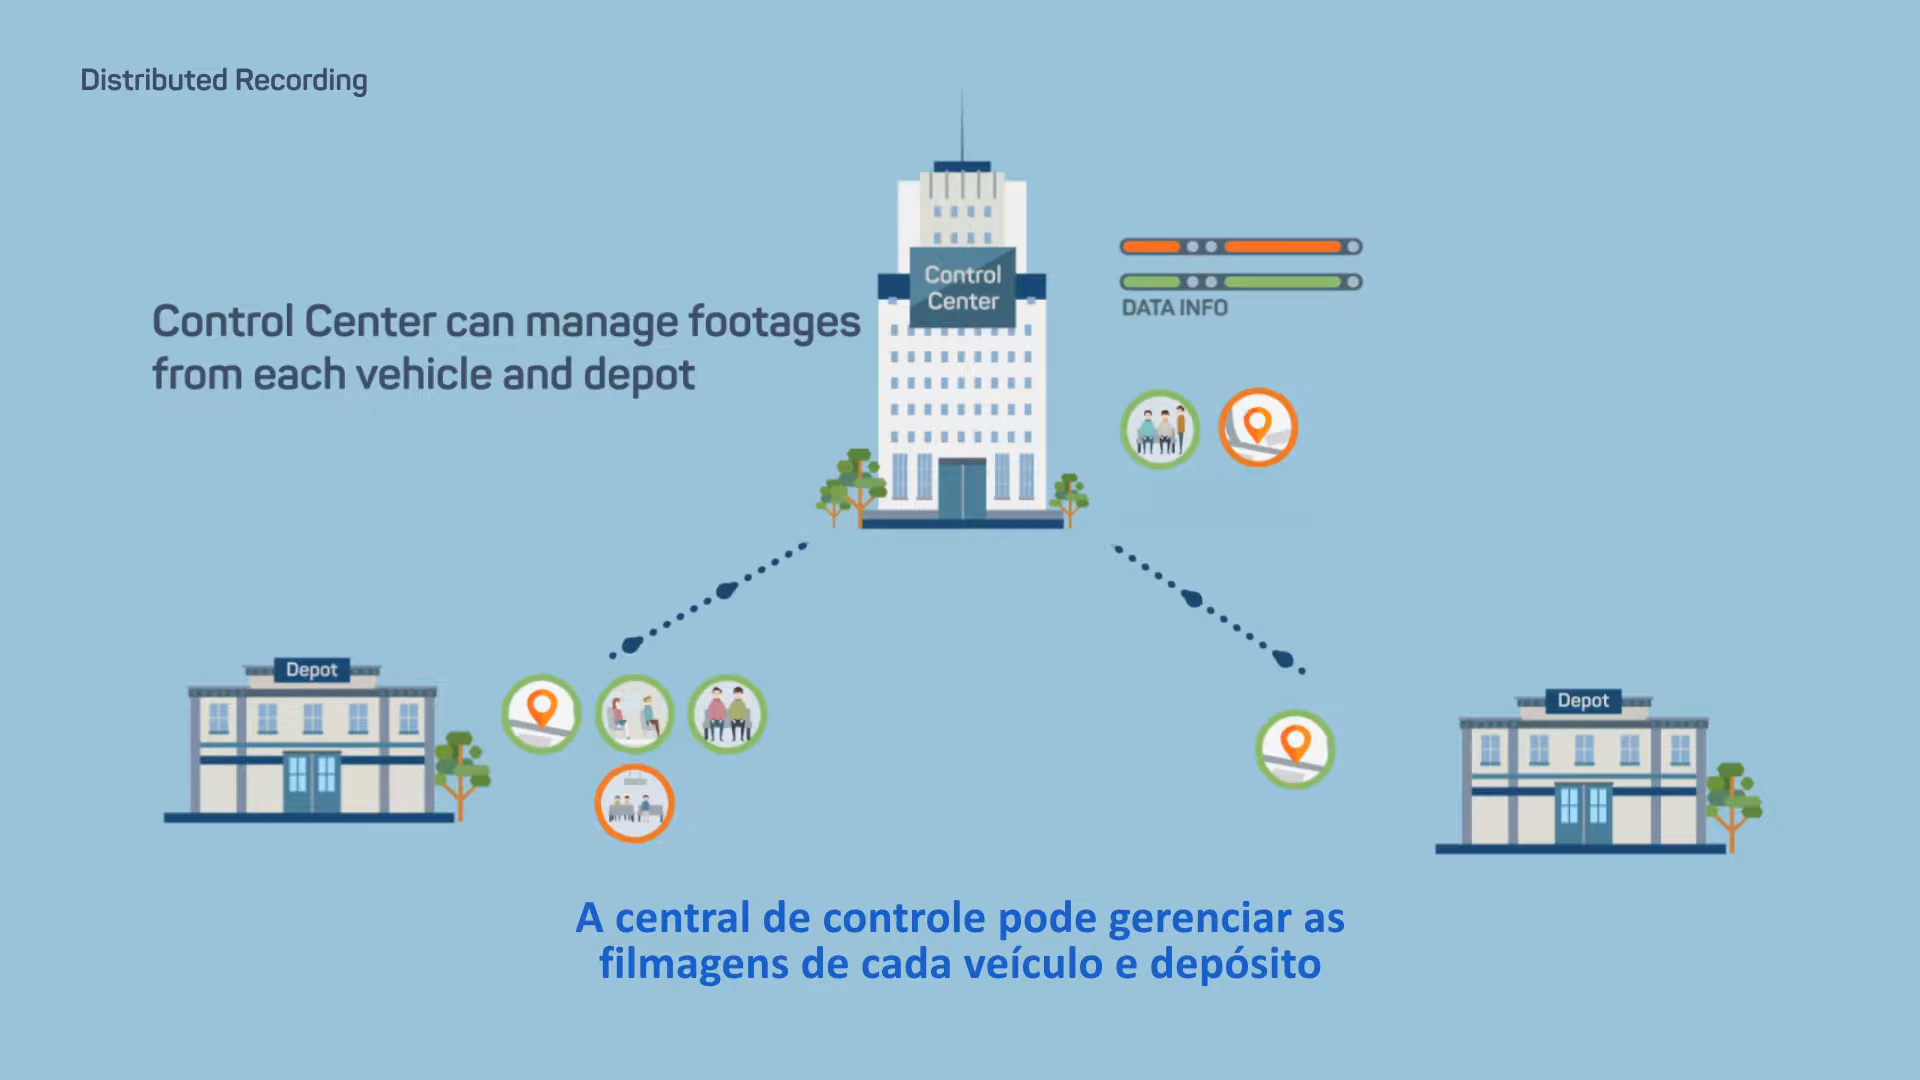 Distributed Recording
Control
Center
Control Center can manage footages
from each vehicle and depot
DATA INFO
Depot
Depot
A central de controle pode gerenciar as
filmagens de cada veículo e depósito